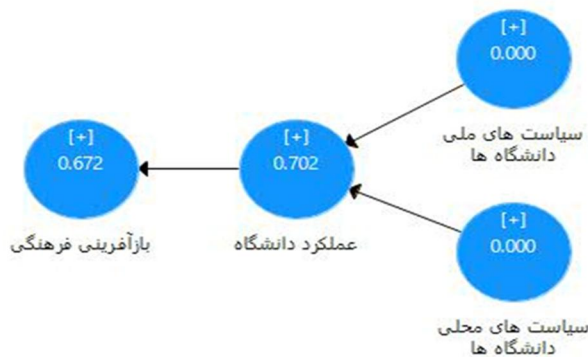 [+]
0.000
سیاست های ملی
دانشگاه ها
[+]
0.702
عملکرد دانشگاه
[+]
0.672
بازآفرینی فرهنگی
[+]
0.000
سیاست های محلی
دانشگاه ها